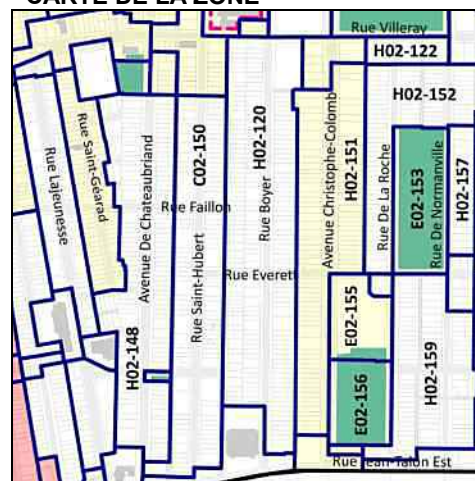 CARTE DE LA ZONE
Rue Villeray
H02-122
H02-152
Rue Saint-Géarad
Rue Lajeunesse
Avenue De Chateaubriand
C02-150
H02-120
Avenue Christophe-Colomb
H02-151
Rue De La Roche
E02-153
Rue De Normanville
H02-157
Rue Faillon
Rue Boyer
Rue Saint-Hubert
Rue Everett
E02-155
H02-148
H02-159
E02-156
Rue Jean-Talon Est